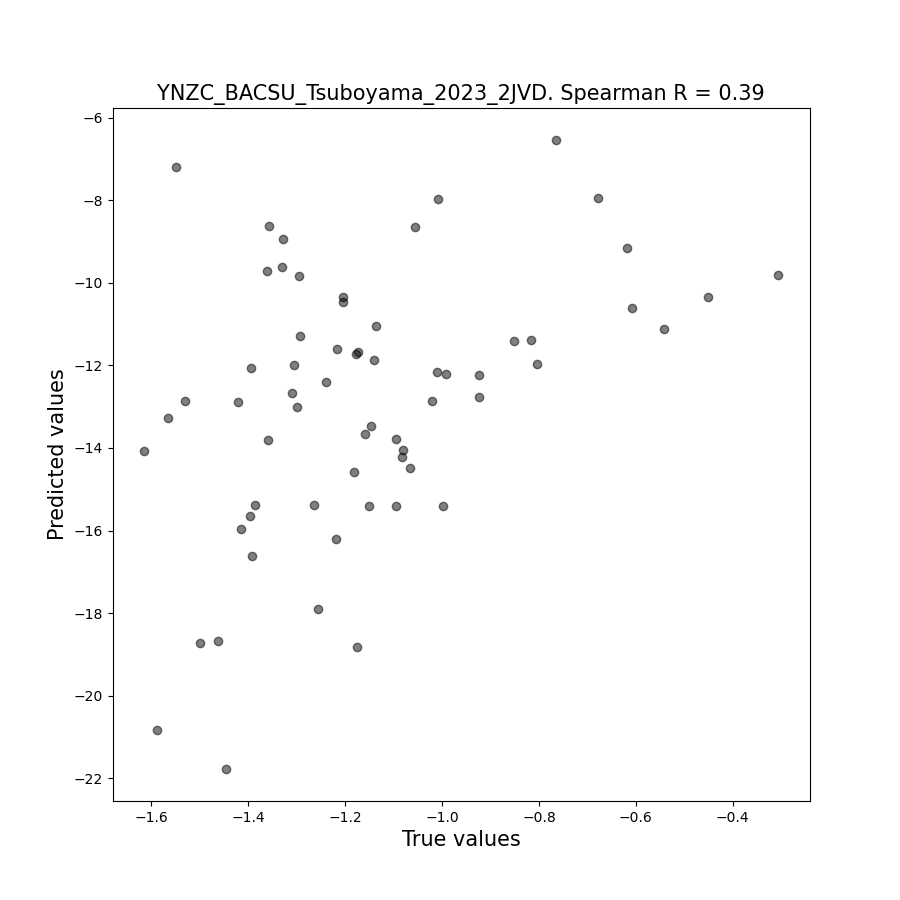 YNZC_BACSU_Tsuboyama_2023_2JVD. Spearman R = 0.39
−6
−8
−10
−12
−14
−16
−18
−20
−22
Predicted values
−1.6 −1.4 −1.2 −1.0 −0.8 −0.6 −0.4
True values